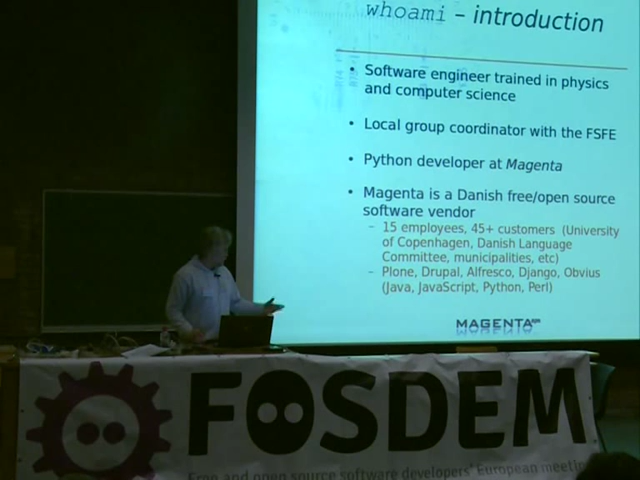 whoami – introduction
• Software engineer trained in physics
and computer science
• Local group coordinator with the FSFE
• Python developer at Magenta
• Magenta is a Danish free/open source
software vendor
– 15 employees, 45+ customers (University
of Copenhagen, Danish Language
Committee, municipalities, etc)
– Plone, Drupal, Alfresco, Django, Obvius
(Java, JavaScript, Python, Perl)
MAGENTA
FOSDEM
Free and open source software developers' European